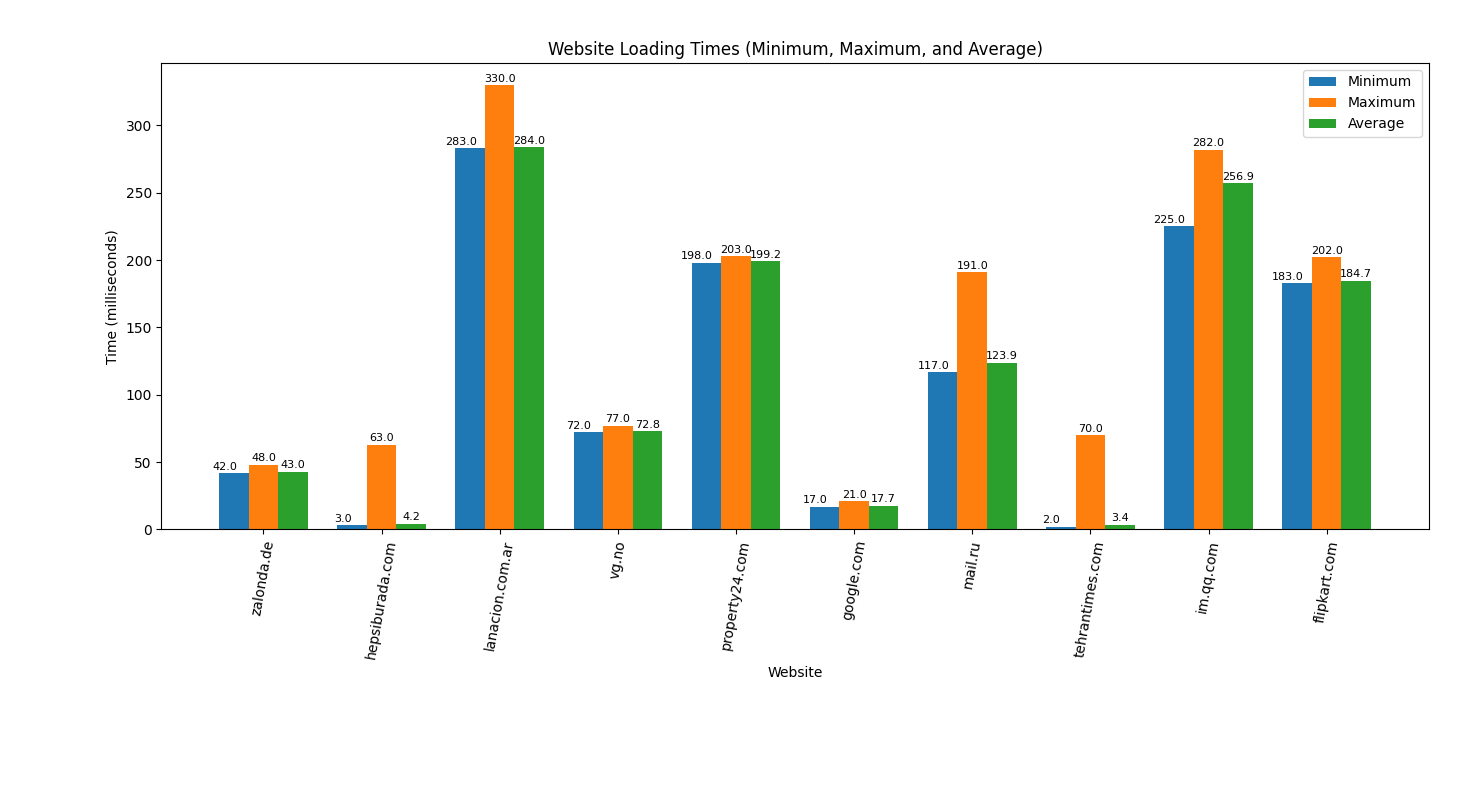 Website Loading Times (Minimum, Maximum, and Average)
Minimum
Maximum
Average
Time (milliseconds)
300
250
200
150
100
50
0
42.0 48.0 43.0
3.0 63.0 4.2
283.0 330.0 284.0
72.0 77.0 72.8
198.0 203.0 199.2
17.0 21.0 17.7
117.0 191.0 123.9
2.0 70.0 3.4
225.0 282.0 256.9
183.0 202.0 184.7
zalonda.de
hepsiburada.com
lanacion.com.ar
vg.no
property24.com
google.com
mail.ru
tehrantimes.com
im.qq.com
flipkart.com
Website